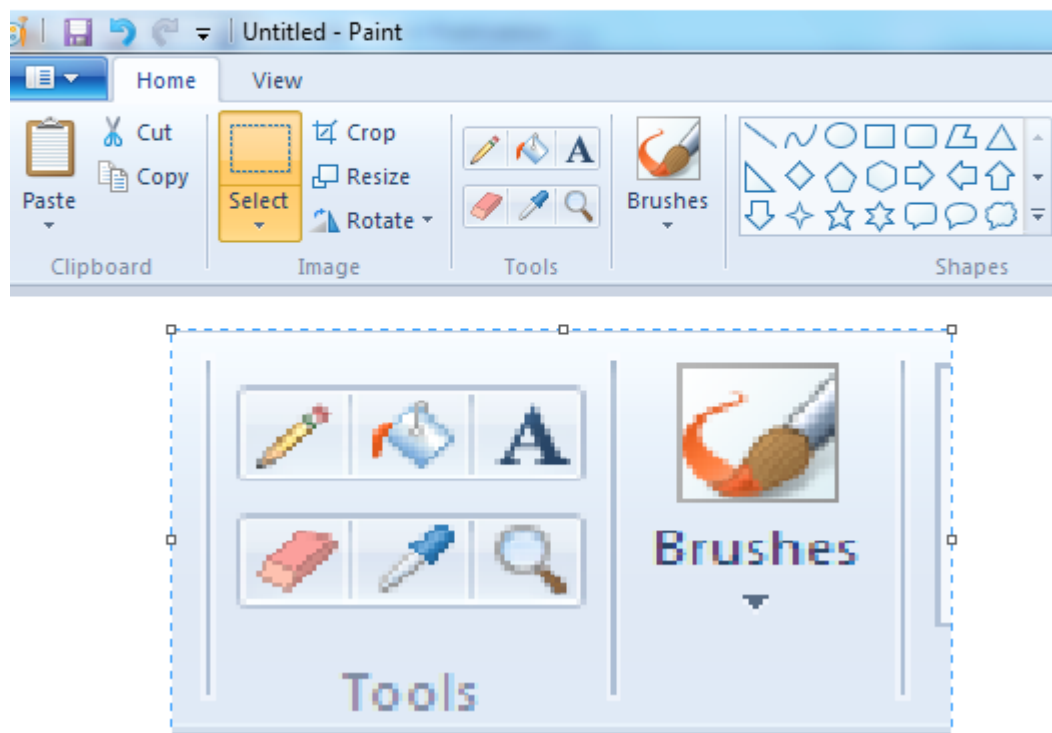 Untitled - Paint
Home View
Cut Crop
Copy Resize
Paste Select Rotate Brushes
Clipboard Image Tools Shapes
A
Brushes
Tools